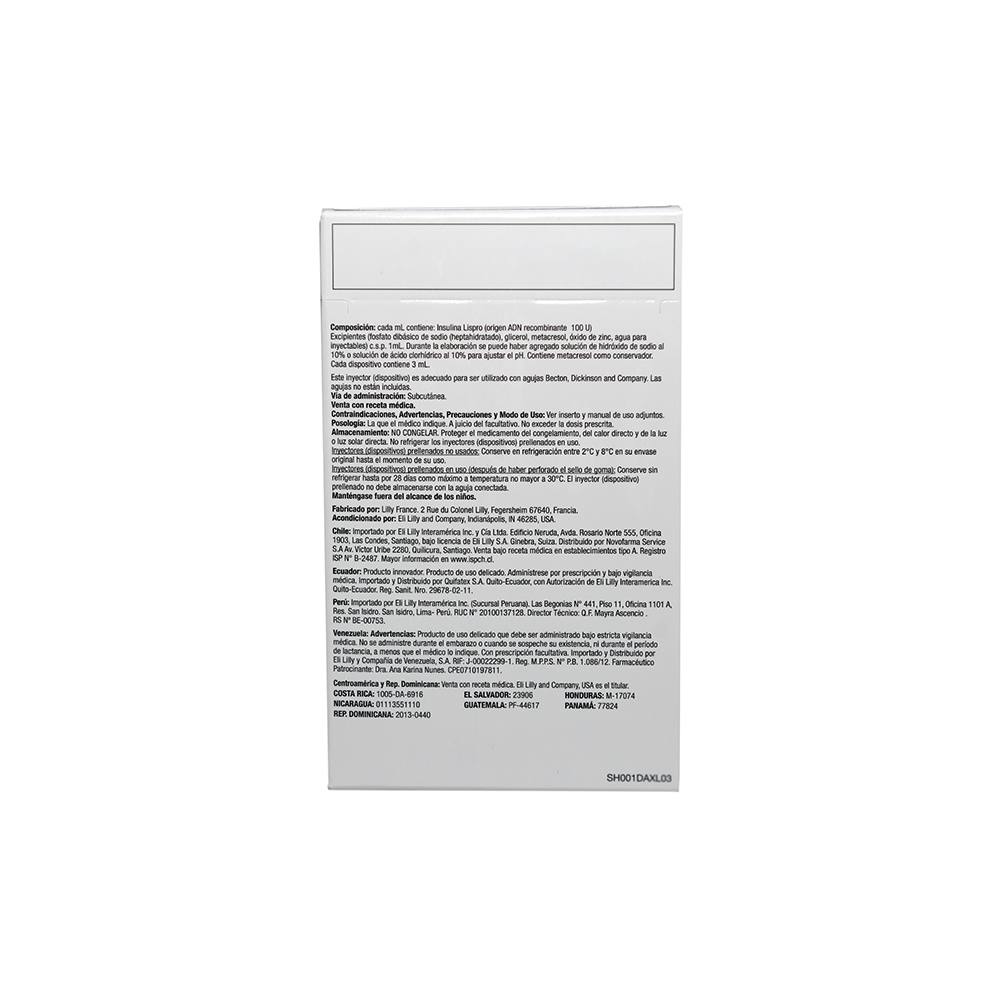 Composición: cada mL contiene: Insulina Lispro (origen ADN recombinante 100 U)
Excipientes (fosfato dibásico de sodio (heptahidratado), glicerol, metacresol, óxido de zinc, agua para
inyectables) c.s.p. 1mL. Durante la elaboración se puede haber agregado solución de hidróxido de sodio al
10% o solución de ácido clorhídrico al 10% para ajustar el pH. Contiene metacresol como conservador.
Cada dispositivo contiene 3 mL.
Este inyector (dispositivo) es adecuado para ser utilizado con agujas Becton, Dickinson and Company. Las
agujas no están incluidas.
Vía de administración: Subcutánea.
Venta con receta médica.
Contraindicaciones, Advertencias, Precauciones y Modo de Uso: Ver inserto y manual de uso adjuntos.
Posología: La que el médico indique. A juicio del facultativo. No exceder la dosis prescrita.
Almacenamiento: NO CONGELAR. Proteger el medicamento del congelamiento, del calor directo y de la luz
o luz solar directa. No refrigerar los inyectores (dispositivos) prellenados en uso.
Inyectores (dispositivos) prellenados no usados: Conserve en refrigeración entre 2°C y 8°C en su envase
original hasta el momento de su uso.
Inyectores (dispositivos) prellenados en uso (después de haber perforado el sello de goma): Conserve sin
refrigerar hasta por 28 días como máximo a temperatura no mayor a 30°C. El inyector (dispositivo)
prellenado no debe almacenarse con la aguja conectada.
Manténgase fuera del alcance de los niños.
Fabricado por: Lilly France. 2 Rue du Colonel Lilly, Fegersheim 67640, Francia.
Acondicionado por: Eli Lilly and Company, Indianápolis, IN 46285, USA.
Chile: Importado por Eli Lilly Interamérica Inc. y Cía Ltda. Edificio Neruda, Avda. Rosario Norte 555, Oficina
1903, Las Condes, Santiago, bajo licencia de Eli Lilly S.A. Ginebra, Suiza. Distribuido por Novofarma Service
S.A Av. Víctor Uribe 2280, Quilicura, Santiago. Venta bajo receta médica en establecimientos tipo A. Registro
ISP N° B-2487. Mayor información en www.ispch.cl.
Ecuador: Producto innovador. Producto de uso delicado. Adminístrese por prescripción y bajo vigilancia
médica. Importado y Distribuido por Quifatex S.A. Quito-Ecuador, con Autorización de Eli Lilly Interamerica Inc.
Quito-Ecuador. Reg. Sanit. Nro. 29678-02-11.
Perú: Importado por Eli Lilly Interamérica Inc. (Sucursal Peruana). Las Begonias N° 441, Piso 11, Oficina 1101 A,
Res. San Isidro. San Isidro, Lima- Perú. RUC N° 20100137128. Director Técnico: Q.F. Mayra Ascencio .
RS N° BE-00753.
Venezuela: Advertencias: Producto de uso delicado que debe ser administrado bajo estricta vigilancia
médica. No se administre durante el embarazo o cuando se sospeche su existencia, ni durante el período
de lactancia, a menos que el médico lo indique. Con prescripción facultativa. Importado y Distribuido por
Eli Lilly y Compañía de Venezuela, S.A. RIF: J-00022299-1. Reg. M.P.P.S. N° P.B. 1.086/12. Farmacéutico
Patrocinante: Dra. Ana Karina Nunes. CPE0710197811.
Centroamérica y Rep. Dominicana: Venta con receta médica. Eli Lilly and Company, USA es el titular.
COSTA RICA: 1005-DA-6916 EL SALVADOR: 23906 HONDURAS: M-17074
NICARAGUA: 01113551110 GUATEMALA: PF-44617 PANAMÁ: 77824
REP. DOMINICANA: 2013-0440
SH001DAXL03